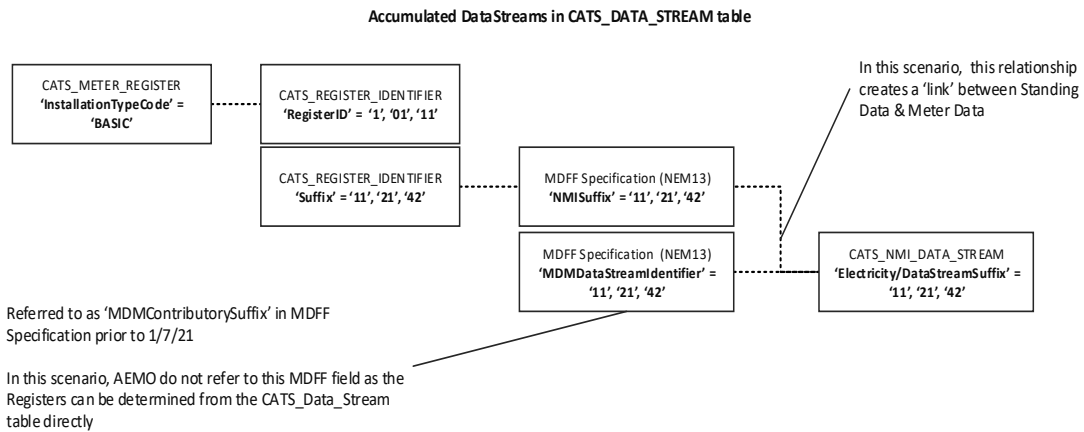 Accumulated DataStreams in CATS_DATA_STREAM table
CATS_METER_REGISTER
‘InstallationTypeCode’ =
‘BASIC’
CATS_REGISTER_IDENTIFIER
‘RegisterID’ = ‘1’, ‘01’, ‘11’
CATS_REGISTER_IDENTIFIER
‘Suffix’ = ‘11’, ‘21’, ‘42’
MDFF Specification (NEM13)
‘NMISuffix’ = ‘11’, ‘21’, ‘42’
MDFF Specification (NEM13)
‘MDMDataStreamIdentifier’ =
‘11’, ‘21’, ‘42’
In this scenario, this relationship
creates a ‘link’ between Standing
Data & Meter Data
CATS_NMI_DATA_STREAM
‘Electricity/DataStreamSuffix’ =
‘11’, ‘21’, ‘42’
Referred to as ‘MDMContributorySuffix’ in MDFF
Specification prior to 1/7/21
In this scenario, AEMO do not refer to this MDFF field as the
Registers can be determined from the CATS_Data_Stream
table directly